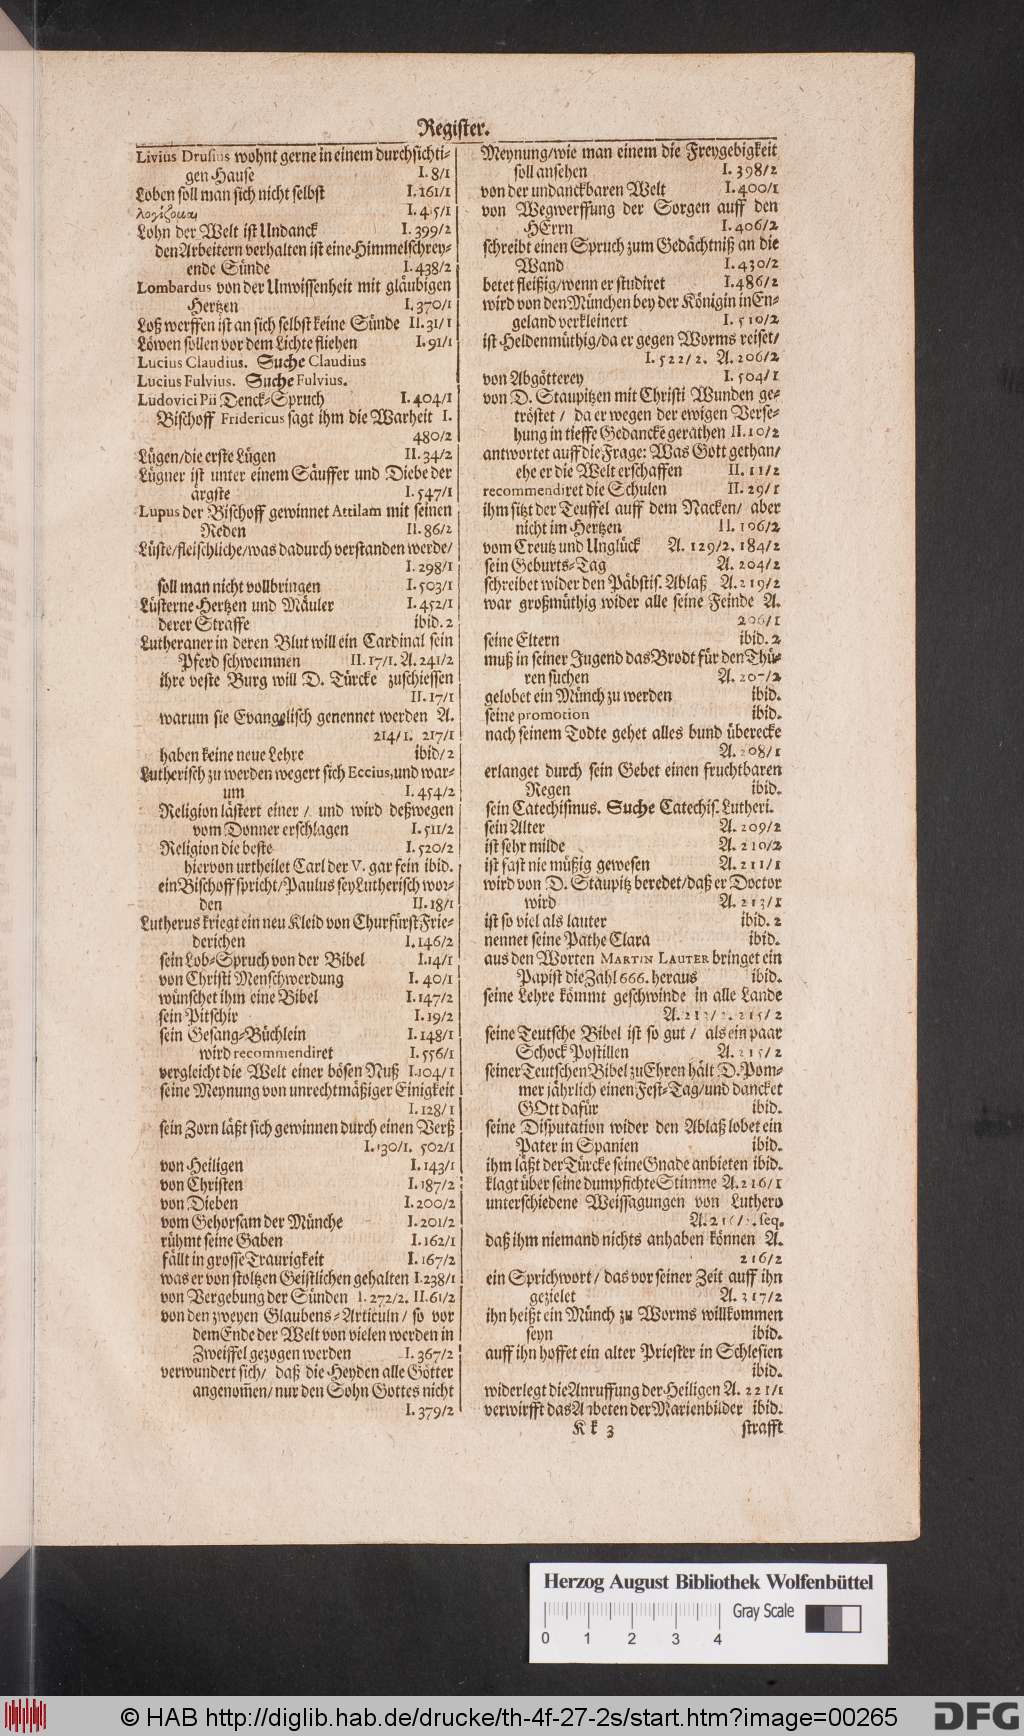 Register.
Livius Drusius wohnt gerne in einem durchsichti-
gen Hause I. 8/1
Loben soll man sich nicht selbst I. 161/1
λογίζομαι I. 415/1
Lohn der Welt ist Undanck I. 399/2
den Arbeitern verhalten ist eine Himmelschrey-
ende Sünde I. 438/2
Lombardus von der Unwissenheit mit gläubigen
Hertzen I. 370/1
Loß werffen ist an sich selbst keine Sünde II. 31/1
Löwen sollen vor dem Lichte fliehen I. 91/1
Lucius Claudius. Suche Claudius
Lucius Fulvius. Suche Fulvius.
Ludovici Pii Denck-Spruch I. 404/1
Bischoff Fridericus sagt ihm die Warheit I.
480/2
Lügen/die erste Lügen II. 34/2
Lügner ist unter einem Säuffer und Diebe der
ärgste I. 547/1
Lupus der Bischoff gewinnet Attilam mit seinen
Reden II. 86/2
Lüste/fleischliche/was dadurch verstanden werde/
I. 298/1
soll man nicht vollbringen I. 503/1
Lüsterne Hertzen und Mäuler I. 452/1
derer Straffe ibid. 2
Lutheraner in deren Blut will ein Cardinal sein
Pferd schwemmen II. 17/1. A. 241/2
ihre veste Burg will D. Türcke zuschiessen
II. 17/1
warum sie Evangelisch genennet werden A.
214/1. 217/1
haben keine neue Lehre ibid/2
Lutherisch zu werden wegert sich Eccius, und war-
um I. 454/2
Religion lästert einer / und wird deßwegen
vom Donner erschlagen I. 511/2
Religion die beste I. 520/2
hiervon urtheilet Carl der V. gar fein ibid.
ein Bischoff spricht/Paulus sey Lutherisch wor-
den II. 18/1
Lutherus kriegt ein neu Kleid von Churfürst Frie-
derichen I. 146/2
sein Lob-Spruch von der Bibel I. 14/1
von Christi Menschwerdung I. 40/1
wünschet ihm eine Bibel I. 147/2
sein Pitschir I. 19/2
sein Gesang-Büchlein I. 148/1
wird recommendiret I. 556/1
vergleicht die Welt einer bösen Nuß I. 104/1
seine Meynung von unrechtmäßiger Einigkeit
I. 128/1
sein Zorn läßt sich gewinnen durch einen Verß
I. 130/1. 502/1
von Heiligen I. 143/1
von Christen I. 187/2
von Dieben I. 200/2
vom Gehorsam der Münche I. 201/2
rühmt seine Gaben I. 162/1
fällt in grosse Traurigkeit I. 167/2
was er von stoltzen Geistlichen gehalten I. 238/1
von Vergebung der Sünden I. 272/2. II. 61/2
von den zweyen Glaubens-Articuln/ so vor
dem Ende der Welt von vielen werden in
Zweiffel gezogen werden I. 367/2
verwundert sich/ daß die Heyden alle Götter
angenom̃en/ nur den Sohn Gottes nicht
I. 379/2
Meynung/wie man einem die Freygebigkeit
soll ansehen I. 398/2
von der undanckbaren Welt I. 400/1
von Wegwerffung der Sorgen auff den
HErrn I. 406/2
schreibt einen Spruch zum Gedächtniß an die
Wand I. 430/2
betet fleißig/wenn er studiret I. 486/2
wird von den München bey der Königin in En-
geland verkleinert I. 510/2
ist Heldenmüthig/da er gegen Worms reiset/
I. 522/2. A. 206/2
von Abgötterey I. 504/1
von D. Staupitzen mit Christi Wunden ge-
tröstet / da er wegen der ewigen Verse-
hung in tieffe Gedancke gerathen II. 10/2
antwortet auff die Frage: Was Gott gethan/
ehe er die Welt erschaffen II. 11/2
recommendiret die Schulen II. 29/1
ihm sitzt der Teuffel auff dem Nacken/ aber
nicht im Hertzen II. 106/2
vom Creutz und Unglück A. 129/2. 184/2
sein Geburts-Tag A. 204/2
schreibet wider den Päbstis. Ablaß A. 219/2
war großmüthig wider alle seine Feinde A.
206/1
seine Eltern ibid. 2
muß in seiner Jugend das Brodt für den Thü-
ren suchen A. 207/2
gelobet ein Münch zu werden ibid.
seine promotion ibid.
nach seinem Todte gehet alles bund überecke
A. 208/1
erlanget durch sein Gebet einen fruchtbaren
Regen ibid.
sein Catechismus. Suche Catechis. Lutheri.
sein Alter A. 209/2
ist sehr milde A. 210/2
ist fast nie müßig gewesen A. 211/1
wird von D. Staupitz beredet/daß er Doctor
wird A. 213/1
ist so viel als lauter ibid. 2
nennet seine Pathe Clara ibid.
aus den Worten MARTIN LAUTER bringet ein
Papist die Zahl 666. heraus ibid.
seine Lehre kömmt geschwinde in alle Lande
A. 213/2. 215/2
seine Teutsche Bibel ist so gut / als ein paar
Schock Postillen A. 215/2
seiner Teutschen Bibel zu Ehren hält D. Pom-
mer jährlich einen Fest-Tag/und dancket
GOtt dafür ibid.
seine Disputation wider den Ablaß lobet ein
Pater in Spanien ibid.
ihm läßt der Türcke seine Gnade anbieten ibid.
klagt über seine dumpfichte Stimme A. 216/1
unterschiedene Weissagungen von Luthero
A. 216/ seq.
daß ihm niemand nichts anhaben können A.
216/2
ein Sprichwort / das vor seiner Zeit auff ihn
gezielet A. 317/2
ihn heißt ein Münch zu Worms willkommen
seyn ibid.
auff ihn hoffet ein alter Priester in Schlesien
ibid.
widerlegt die Anruffung der Heiligen A. 221/1
verwirfft das Anbeten der Marienbilder ibid.
Kk 3 strafft
Herzog August Bibliothek Wolfenbüttel
Gray Scale
0 1 2 3 4
© HAB http://diglib.hab.de/drucke/th-4f-27-2s/start.htm?image=00265
DFG